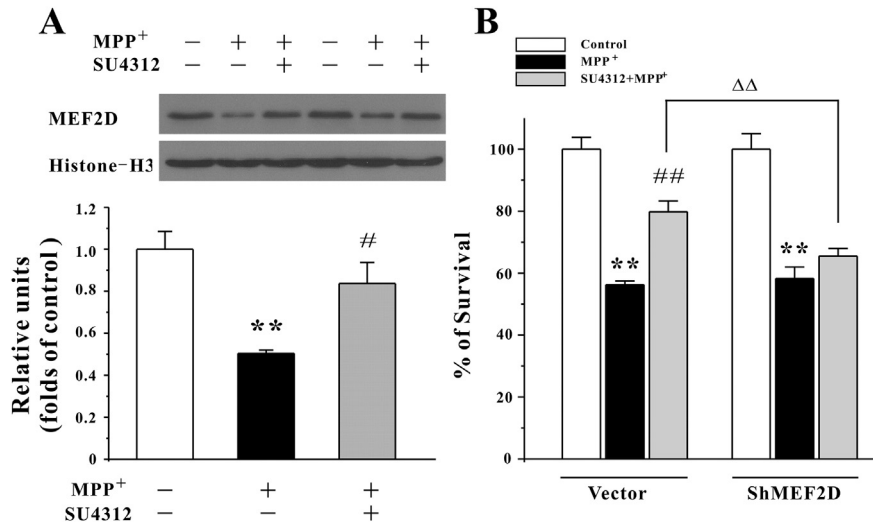 A
MPP+ − + + − + +
SU4312 − − + − − +
MEF2D
Histone-H3
1.2
1.0
0.8
0.6
0.4
0.2
0
Relative units
(folds of control)
**
#
MPP+ − + +
SU4312 − − +
B
Control
MPP+
SU4312+MPP+
ΔΔ
100
80
60
40
20
0
% of Survival
**
##
**
Vector
ShMEF2D